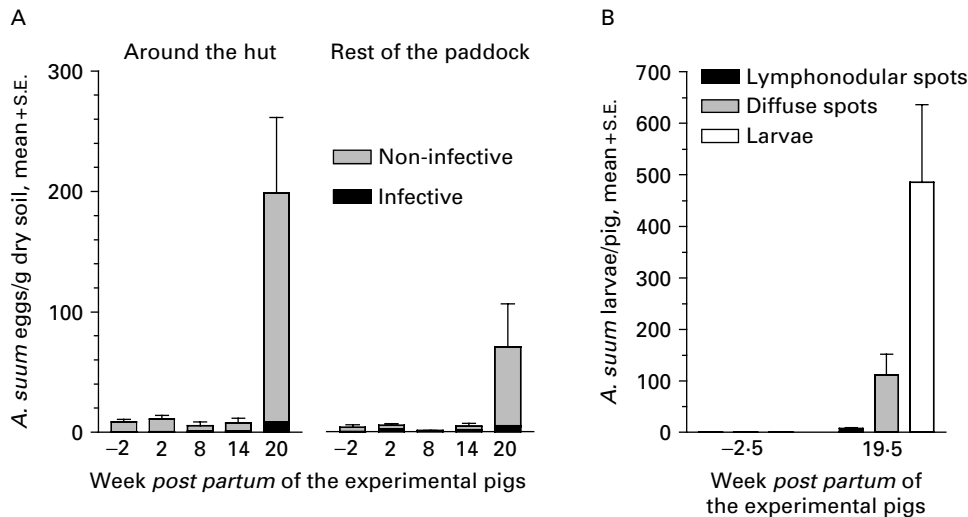 A
Around the hut
Rest of the paddock
300
200
100
0
A. suum eggs/g dry soil, mean+S.E.
Non-infective
Infective
−2 2 8 14 20
−2 2 8 14 20
Week post partum of the experimental pigs
B
700
600
500
400
300
200
100
0
A. suum larvae/pig, mean+S.E.
Lymphonodular spots
Diffuse spots
Larvae
−2·5 19·5
Week post partum of
the experimental pigs